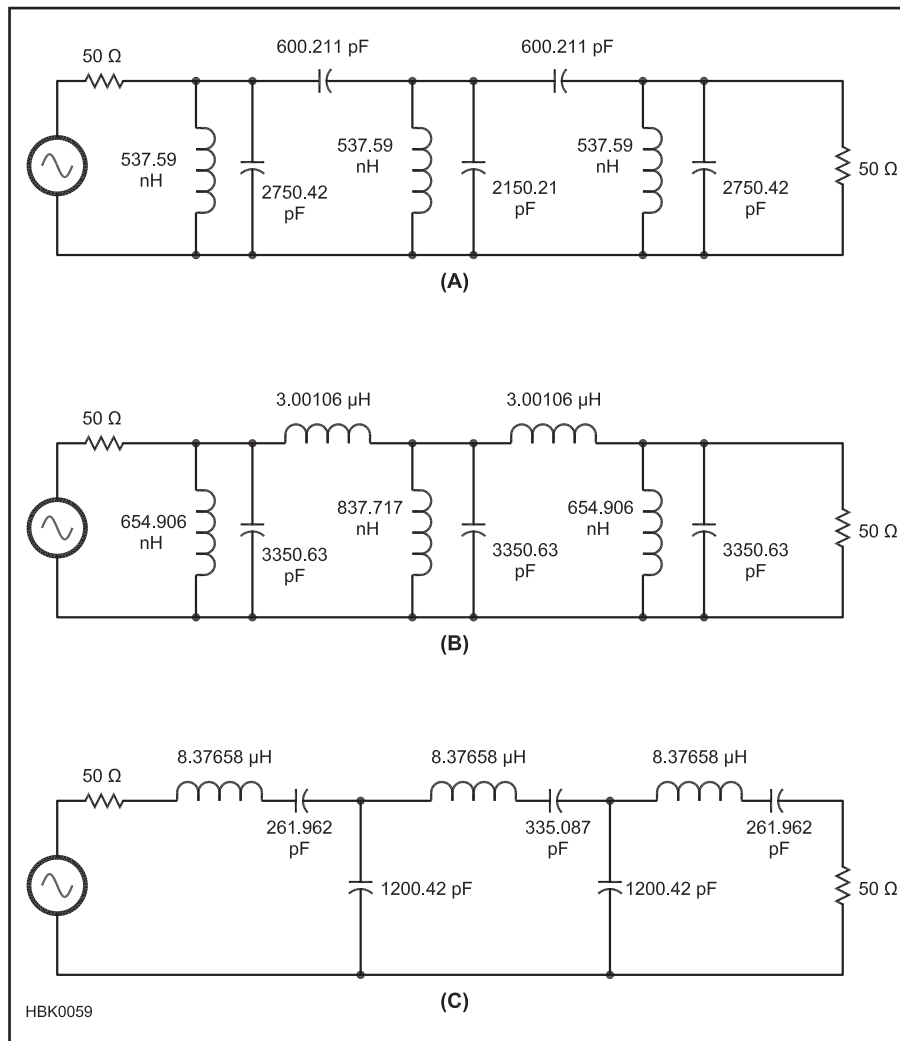 600.211 pF
600.211 pF
50 Ω
537.59
nH
2750.42
pF
537.59
nH
2150.21
pF
537.59
nH
2750.42
pF
50 Ω
(A)
3.00106 µH
3.00106 µH
50 Ω
654.906
nH
3350.63
pF
837.717
nH
3350.63
pF
654.906
nH
3350.63
pF
50 Ω
(B)
8.37658 µH
8.37658 µH
8.37658 µH
50 Ω
261.962
pF
335.087
pF
261.962
pF
1200.42 pF
1200.42 pF
50 Ω
(C)
HBK0059